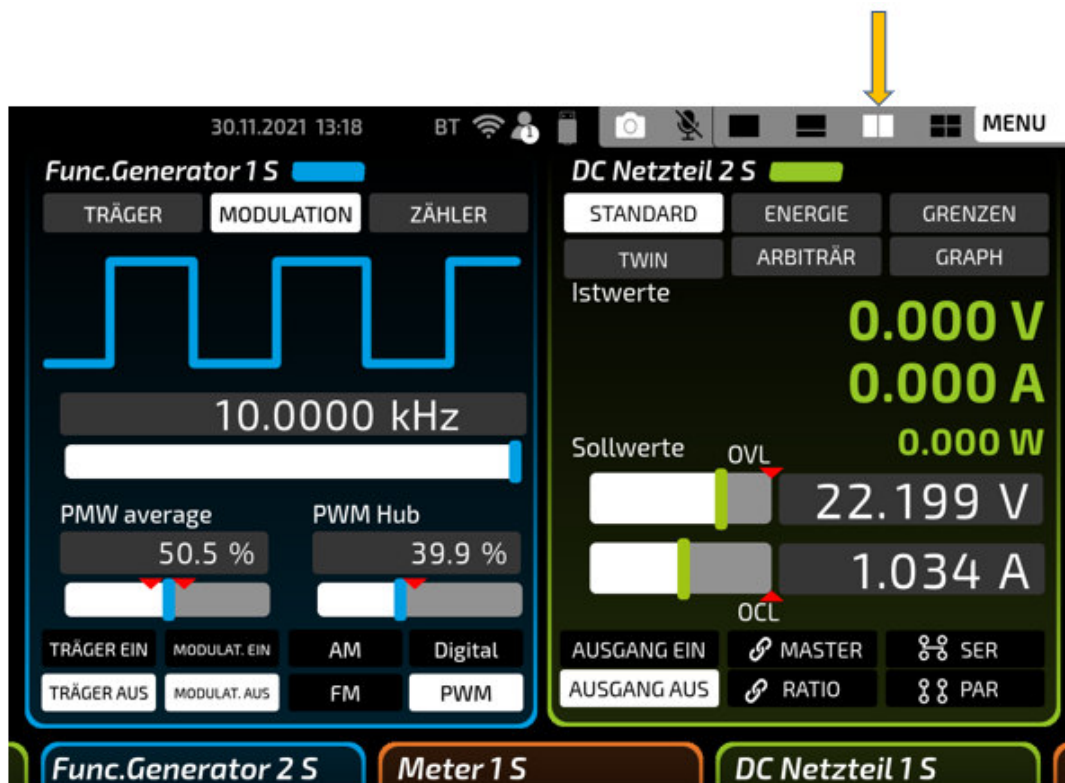 30.11.2021 13:18 BT 1 MENU
Func.Generator 1 S
TRÄGER MODULATION ZÄHLER
10.0000 kHz
PMW average PWM Hub
50.5 % 39.9 %
TRÄGER EIN MODULAT. EIN AM Digital
TRÄGER AUS MODULAT. AUS FM PWM
DC Netzteil 2 S
STANDARD ENERGIE GRENZEN
TWIN ARBITRÄR GRAPH
Istwerte
0.000 V
0.000 A
0.000 W
Sollwerte OVL
22.199 V
1.034 A
OCL
AUSGANG EIN MASTER SER
AUSGANG AUS RATIO PAR
Func.Generator 2 S Meter 1 S DC Netzteil 1 S